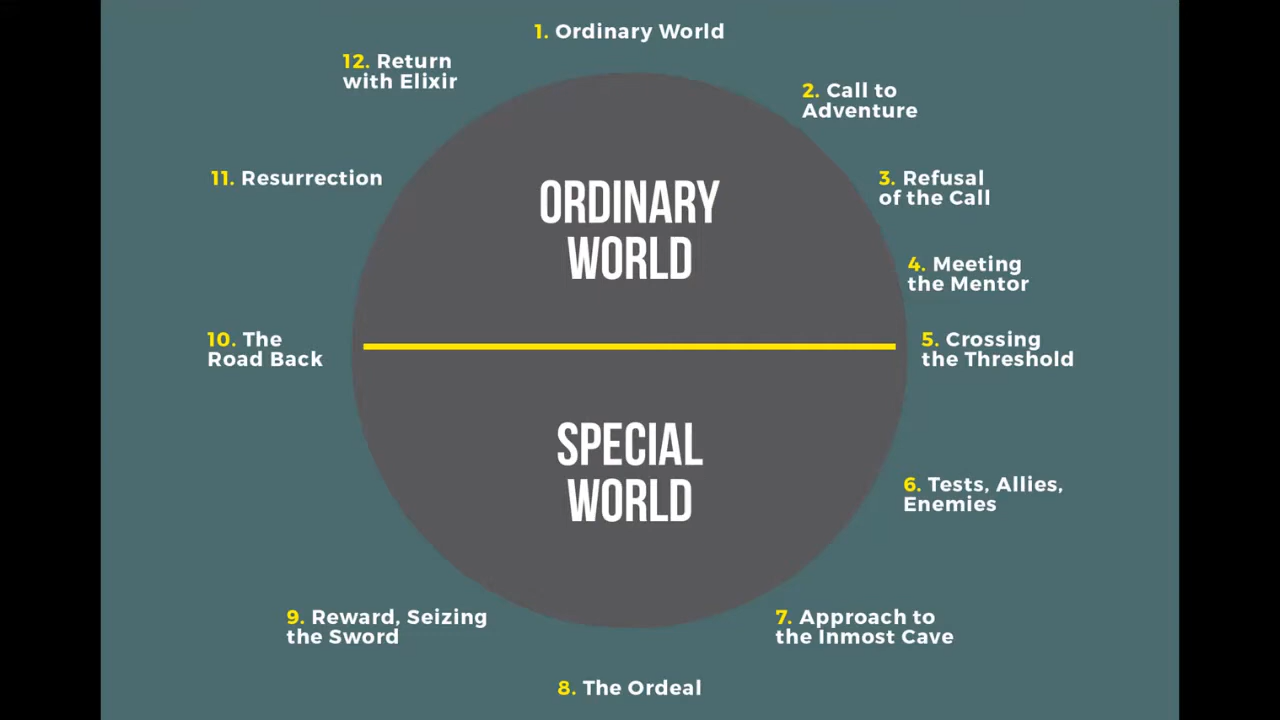 1. Ordinary World
2. Call to
Adventure
3. Refusal
of the Call
4. Meeting
the Mentor
5. Crossing
the Threshold
6. Tests, Allies,
Enemies
7. Approach to
the Inmost Cave
8. The Ordeal
9. Reward, Seizing
the Sword
10. The
Road Back
11. Resurrection
12. Return
with Elixir
ORDINARY
WORLD
SPECIAL
WORLD